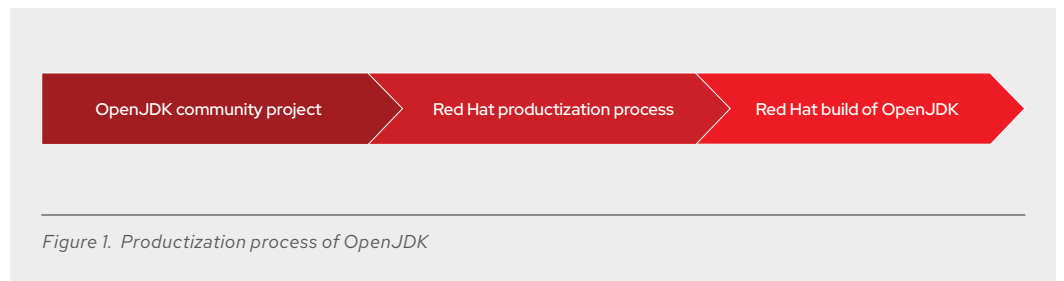 OpenJDK community project
Red Hat productization process
Red Hat build of OpenJDK
Figure 1. Productization process of OpenJDK